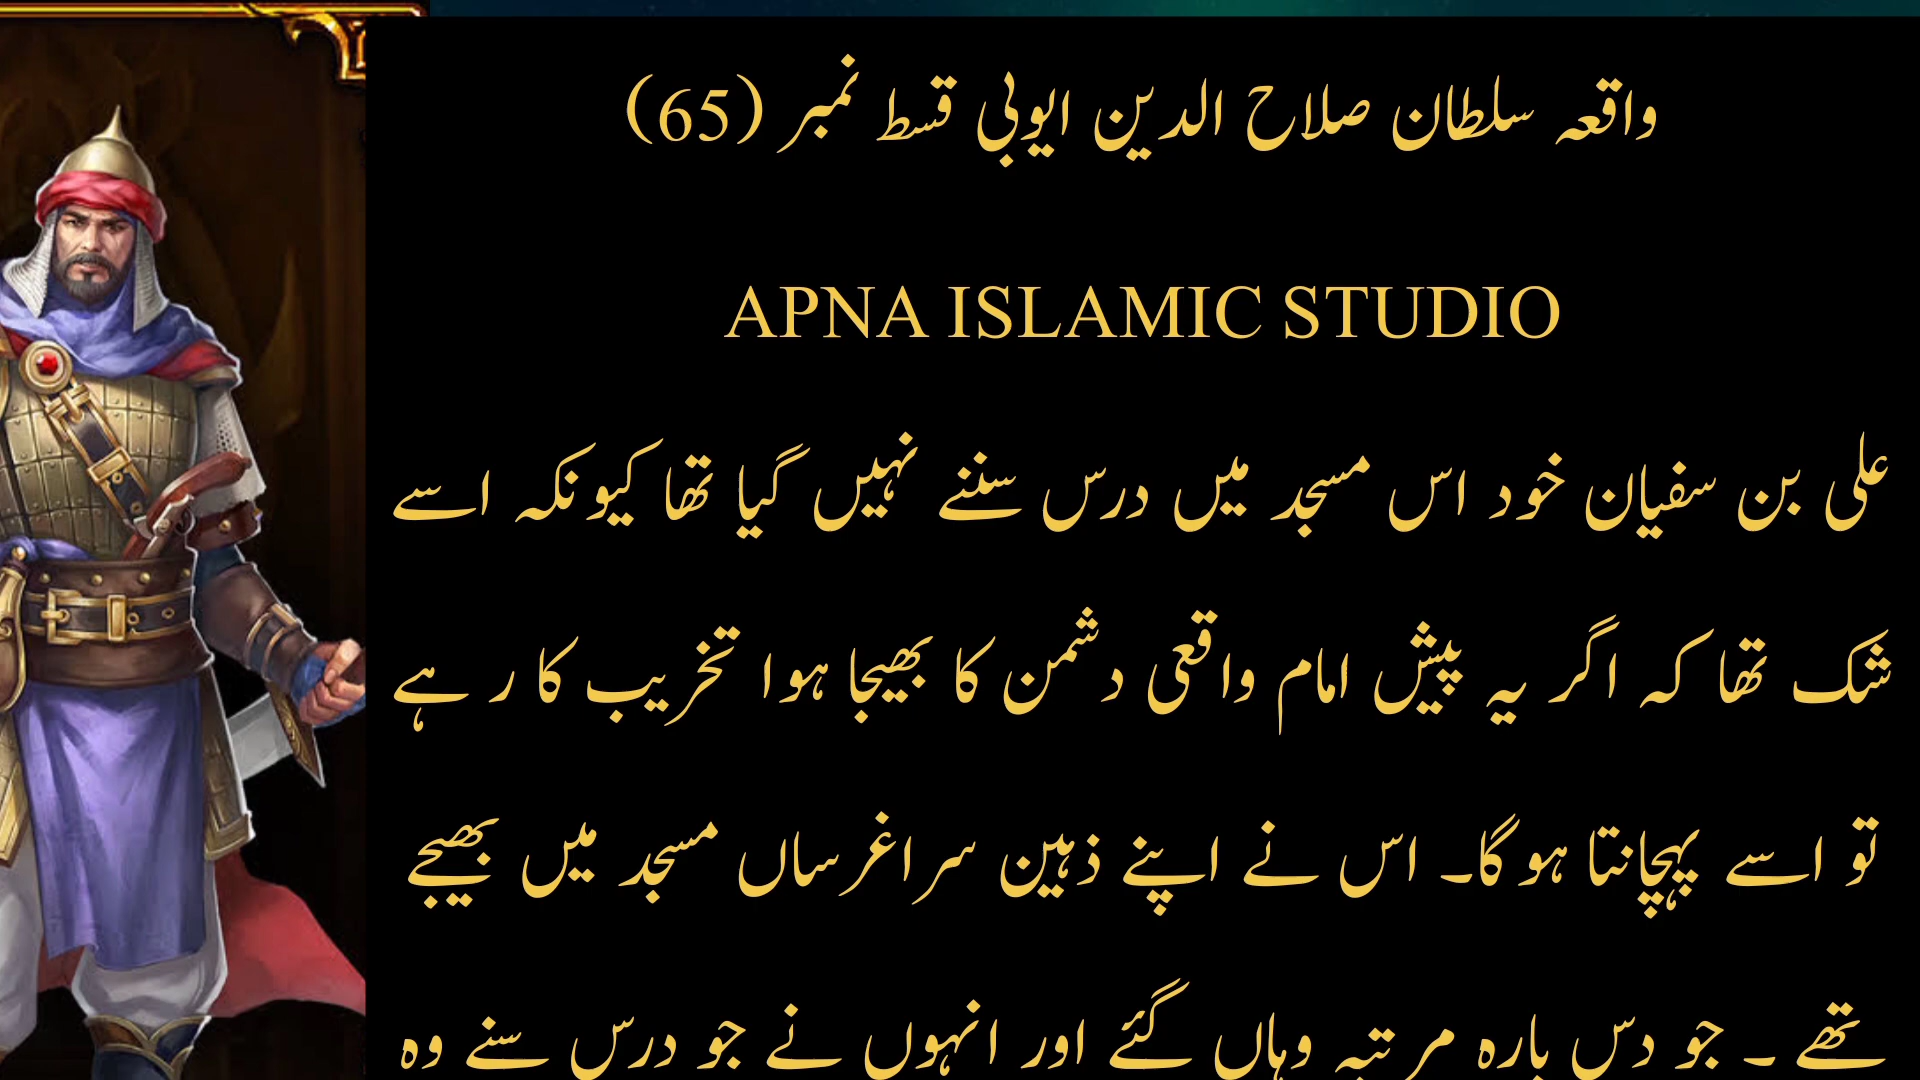 واقعہ سلطان صلاح الدین ایوبی قسط نمبر (65)
APNA ISLAMIC STUDIO
علی بن سفیان خود اس مسجد میں درس سننے نہیں گیا تھا کیونکہ اسے
شک تھا کہ اگر یہ پیش امام واقعی دشمن کا بھیجا ہوا تخریب کا ر ہے
تو اسے پہچانتا ہو گا۔ اس نے اپنے ذہین سراغرساں مسجد میں بھیجے
تھے ۔ جو دس بارہ مرتبہ وہاں گئے اور انہوں نے جو درس سنے وہ